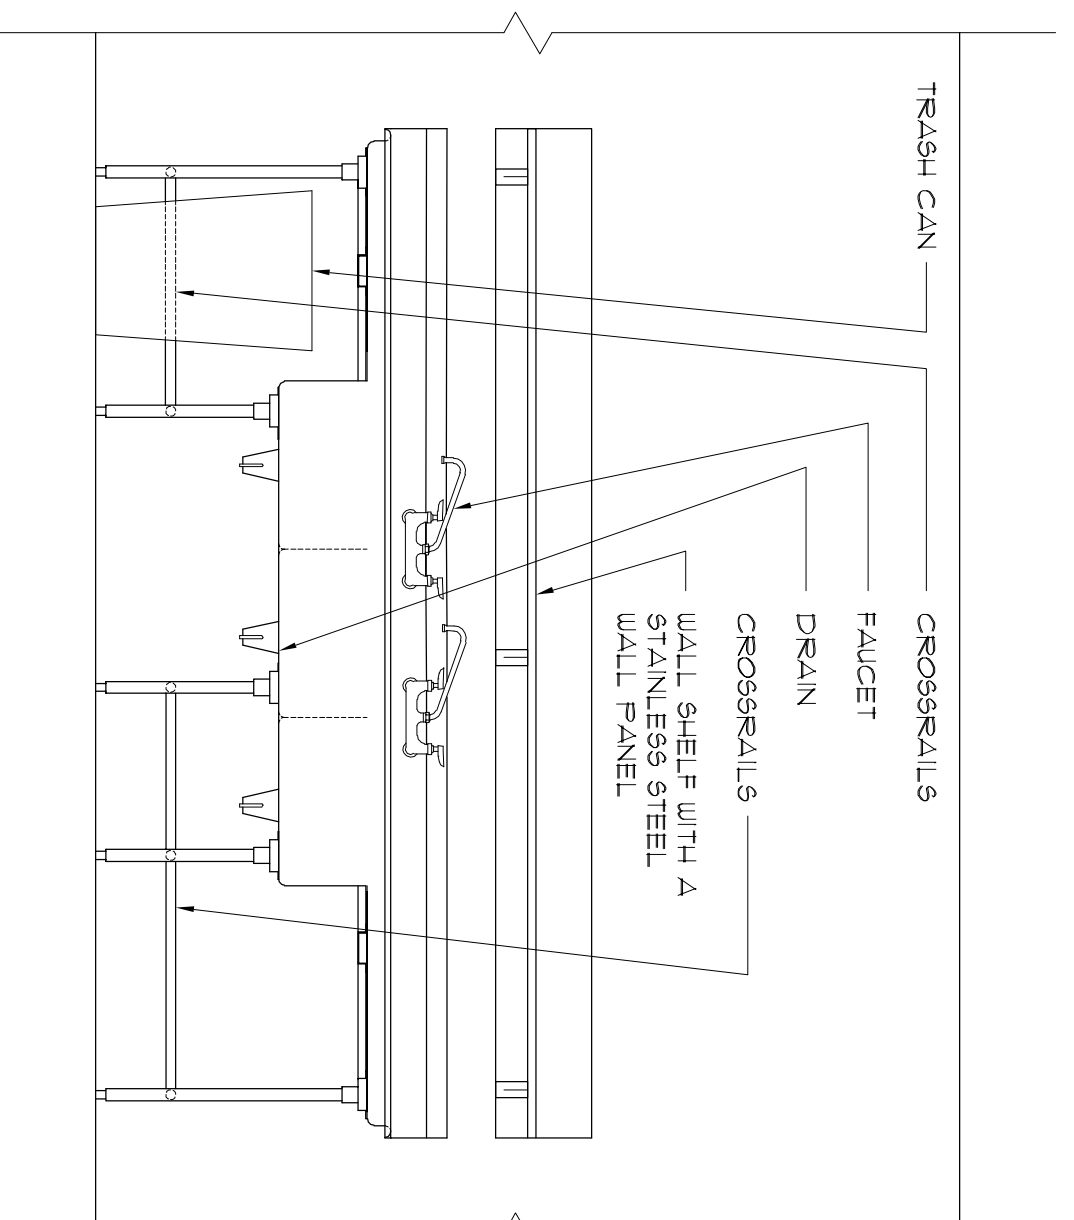 TRASH CAN
CROSSRAILS
FAUCET
DRAIN
CROSSRAILS
WALL SHELF WITH A
STAINLESS STEEL
WALL PANEL